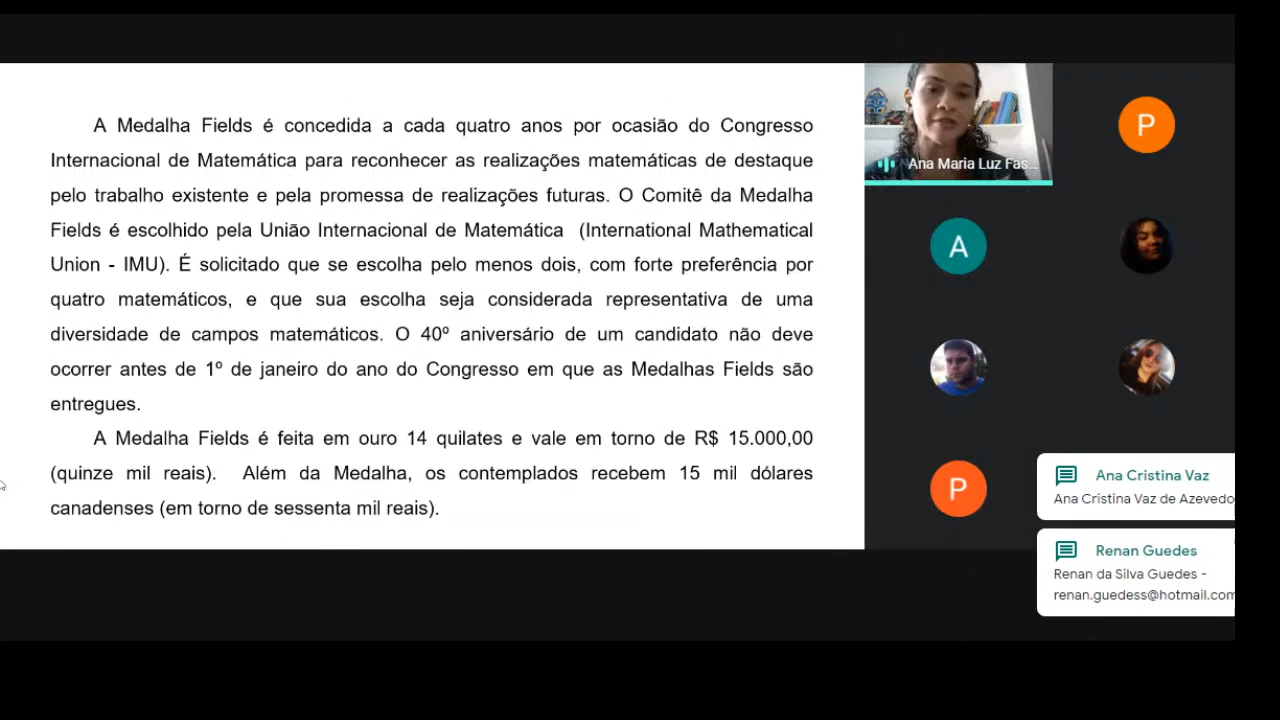 A Medalha Fields é concedida a cada quatro anos por ocasião do Congresso
Internacional de Matemática para reconhecer as realizações matemáticas de destaque
pelo trabalho existente e pela promessa de realizações futuras. O Comitê da Medalha
Fields é escolhido pela União Internacional de Matemática (International Mathematical
Union - IMU). É solicitado que se escolha pelo menos dois, com forte preferência por
quatro matemáticos, e que sua escolha seja considerada representativa de uma
diversidade de campos matemáticos. O 40º aniversário de um candidato não deve
ocorrer antes de 1º de janeiro do ano do Congresso em que as Medalhas Fields são
entregues.
A Medalha Fields é feita em ouro 14 quilates e vale em torno de R$ 15.000,00
(quinze mil reais). Além da Medalha, os contemplados recebem 15 mil dólares
canadenses (em torno de sessenta mil reais).
Ana Maria Luz Fas...
P
A
P
Ana Cristina Vaz
Ana Cristina Vaz de Azevedo
Renan Guedes
Renan da Silva Guedes -
renan.guedess@hotmail.com